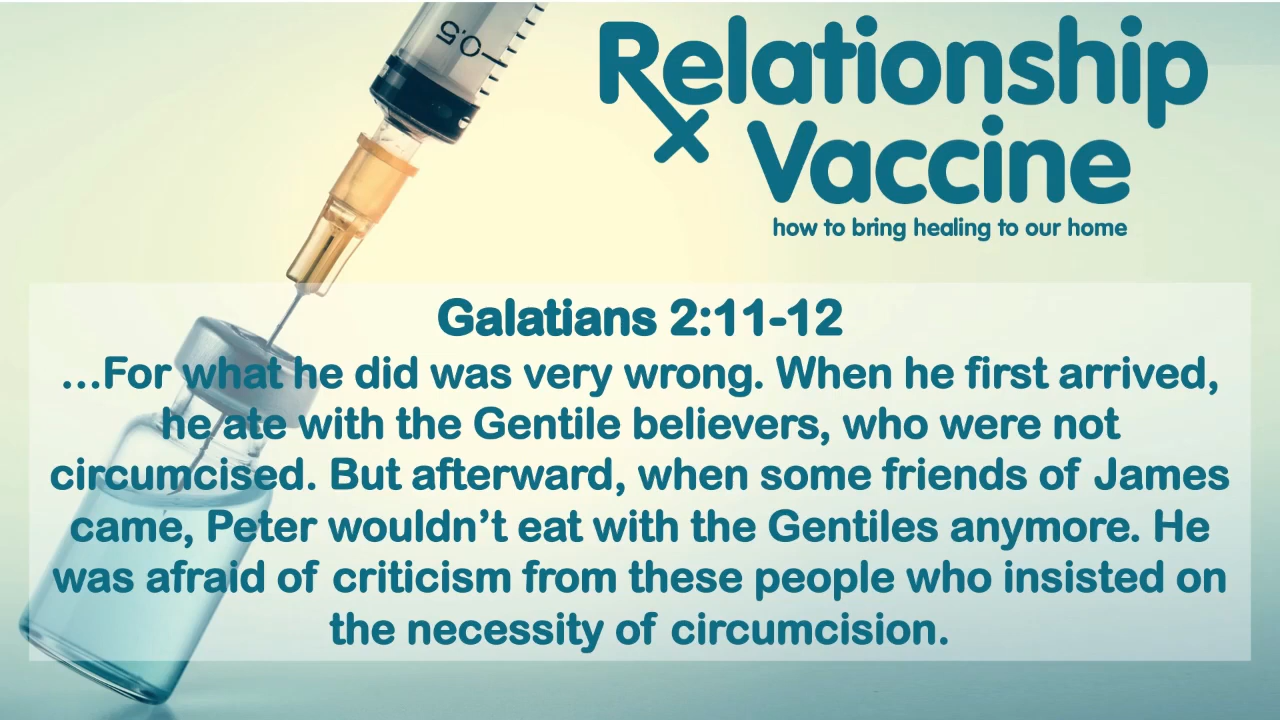 Relationship
Vaccine
how to bring healing to our home
Galatians 2:11-12
...For what he did was very wrong. When he first arrived,
he ate with the Gentile believers, who were not
circumcised. But afterward, when some friends of James
came, Peter wouldn’t eat with the Gentiles anymore. He
was afraid of criticism from these people who insisted on
the necessity of circumcision.
0.5